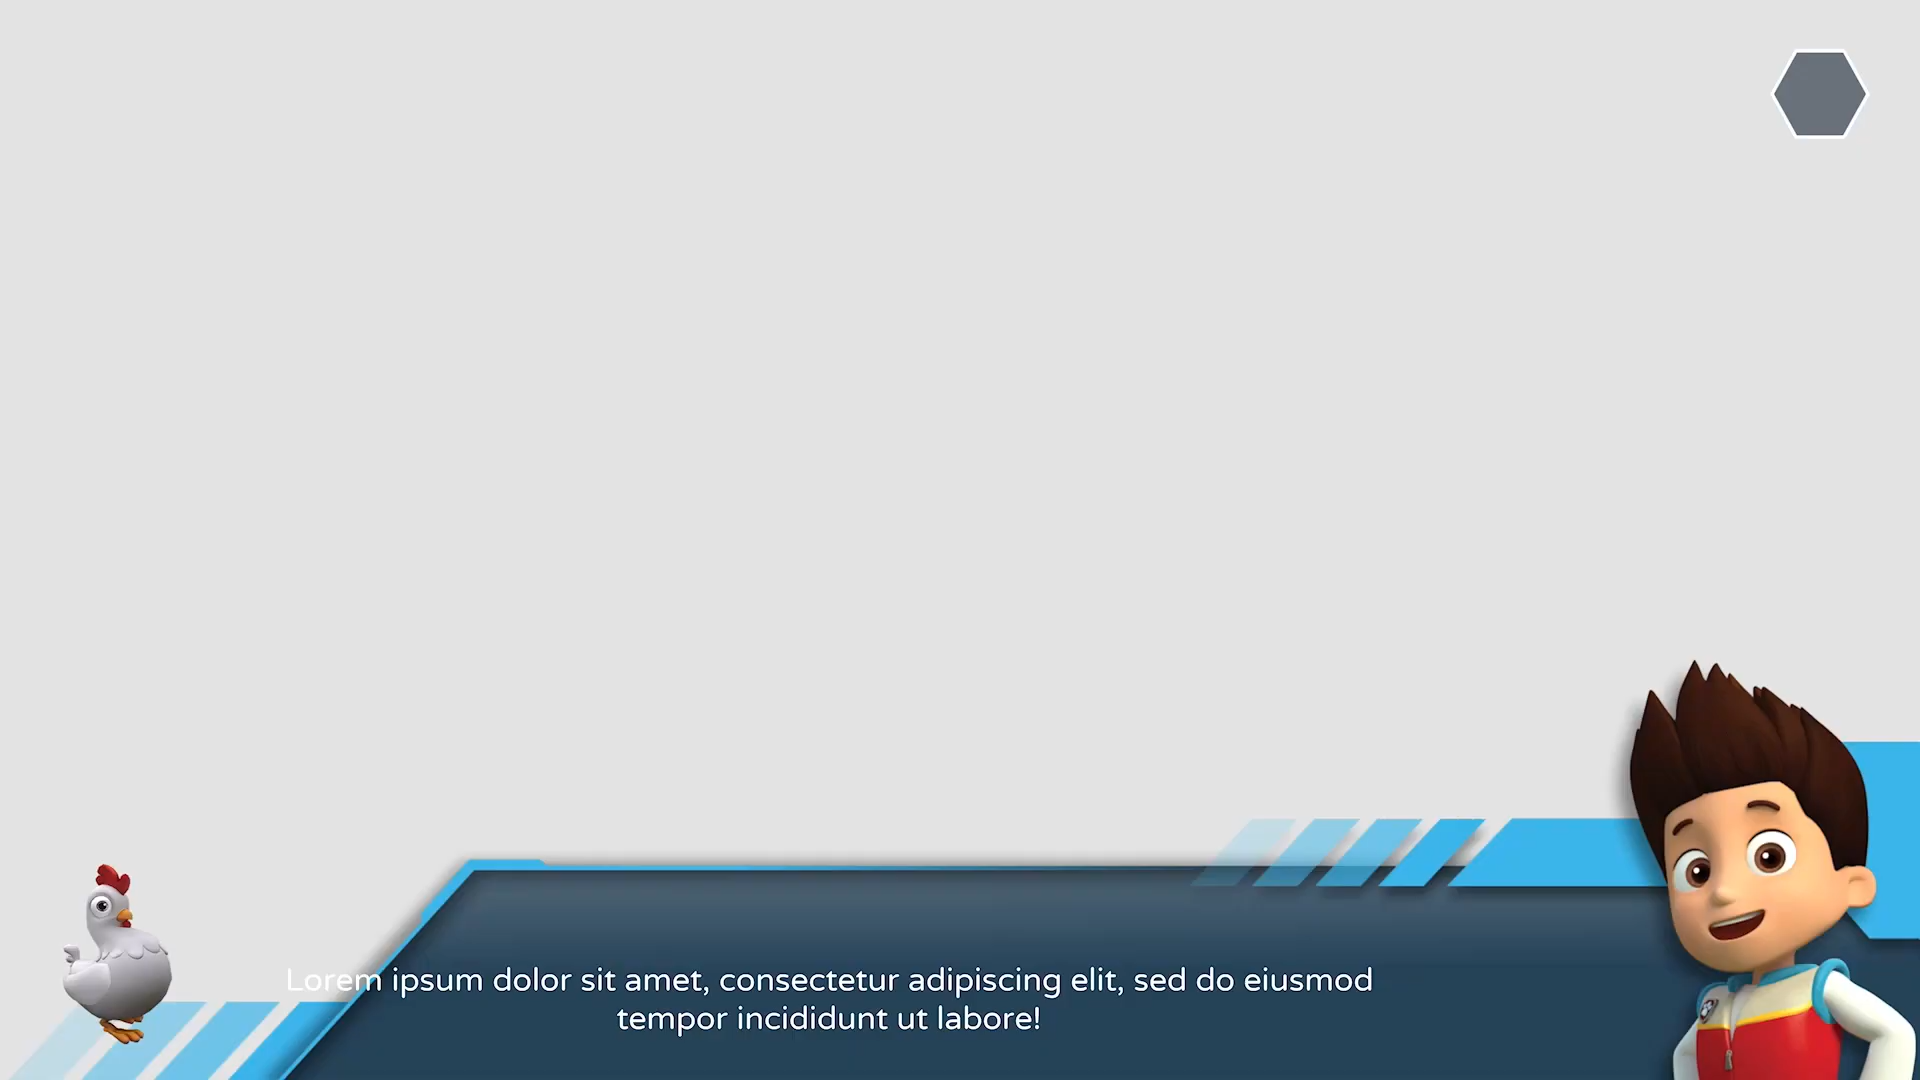 Lorem ipsum dolor sit amet, consectetur adipiscing elit, sed do eiusmod
tempor incididunt ut labore!